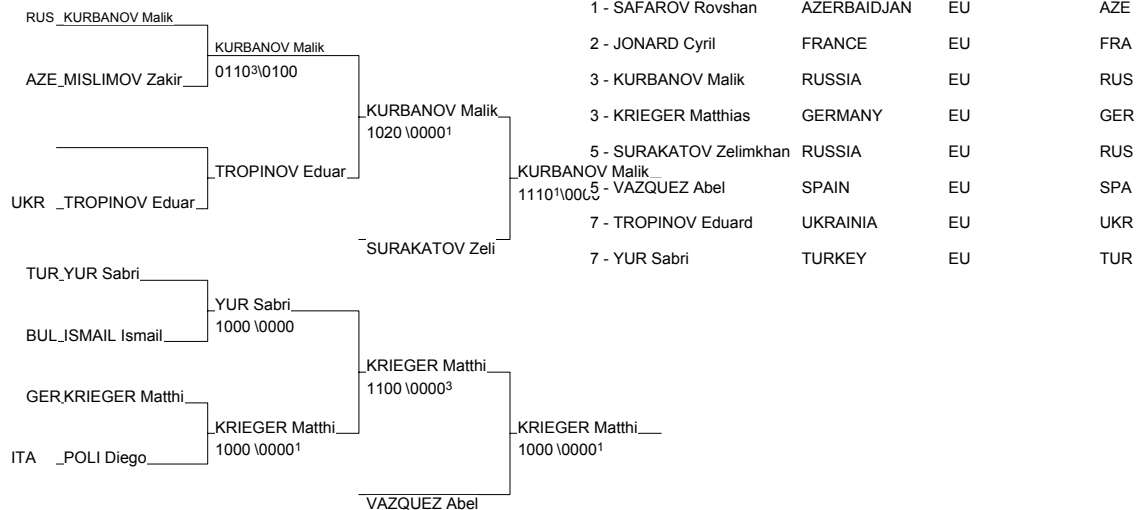 RUS KURBANOV Malik
KURBANOV Malik
0110³\0100
AZE MISLIMOV Zakir
KURBANOV Malik
1020 \0000¹
TROPINOV Eduar
KURBANOV Malik
1110¹\000
UKR TROPINOV Eduar
SURAKATOV Zeli
TUR YUR Sabri
YUR Sabri
1000 \0000
BUL ISMAIL Ismail
KRIEGER Matthi
1100 \0000³
GER KRIEGER Matthi
KRIEGER Matthi
1000 \0000¹
KRIEGER Matthi
1000 \0000¹
ITA POLI Diego
VAZQUEZ Abel
1 - SAFAROV Rovshan AZERBAIDJAN EU AZE
2 - JONARD Cyril FRANCE EU FRA
3 - KURBANOV Malik RUSSIA EU RUS
3 - KRIEGER Matthias GERMANY EU GER
5 - SURAKATOV Zelimkhan RUSSIA EU RUS
5 - VAZQUEZ Abel SPAIN EU SPA
7 - TROPINOV Eduard UKRAINIA EU UKR
7 - YUR Sabri TURKEY EU TUR